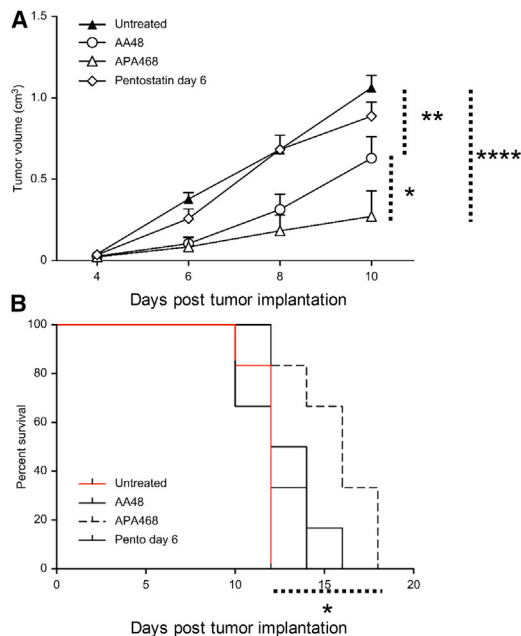 A
Untreated
AA48
APA468
Pentostatin day 6
Tumor volume (cm³)
1.5
1.0
0.5
0
4 6 8 10
**
****
*
Days post tumor implantation
B
Percent survival
100
80
60
40
20
0
Untreated
AA48
APA468
Pento day 6
0 5 10 15 20
*
Days post tumor implantation